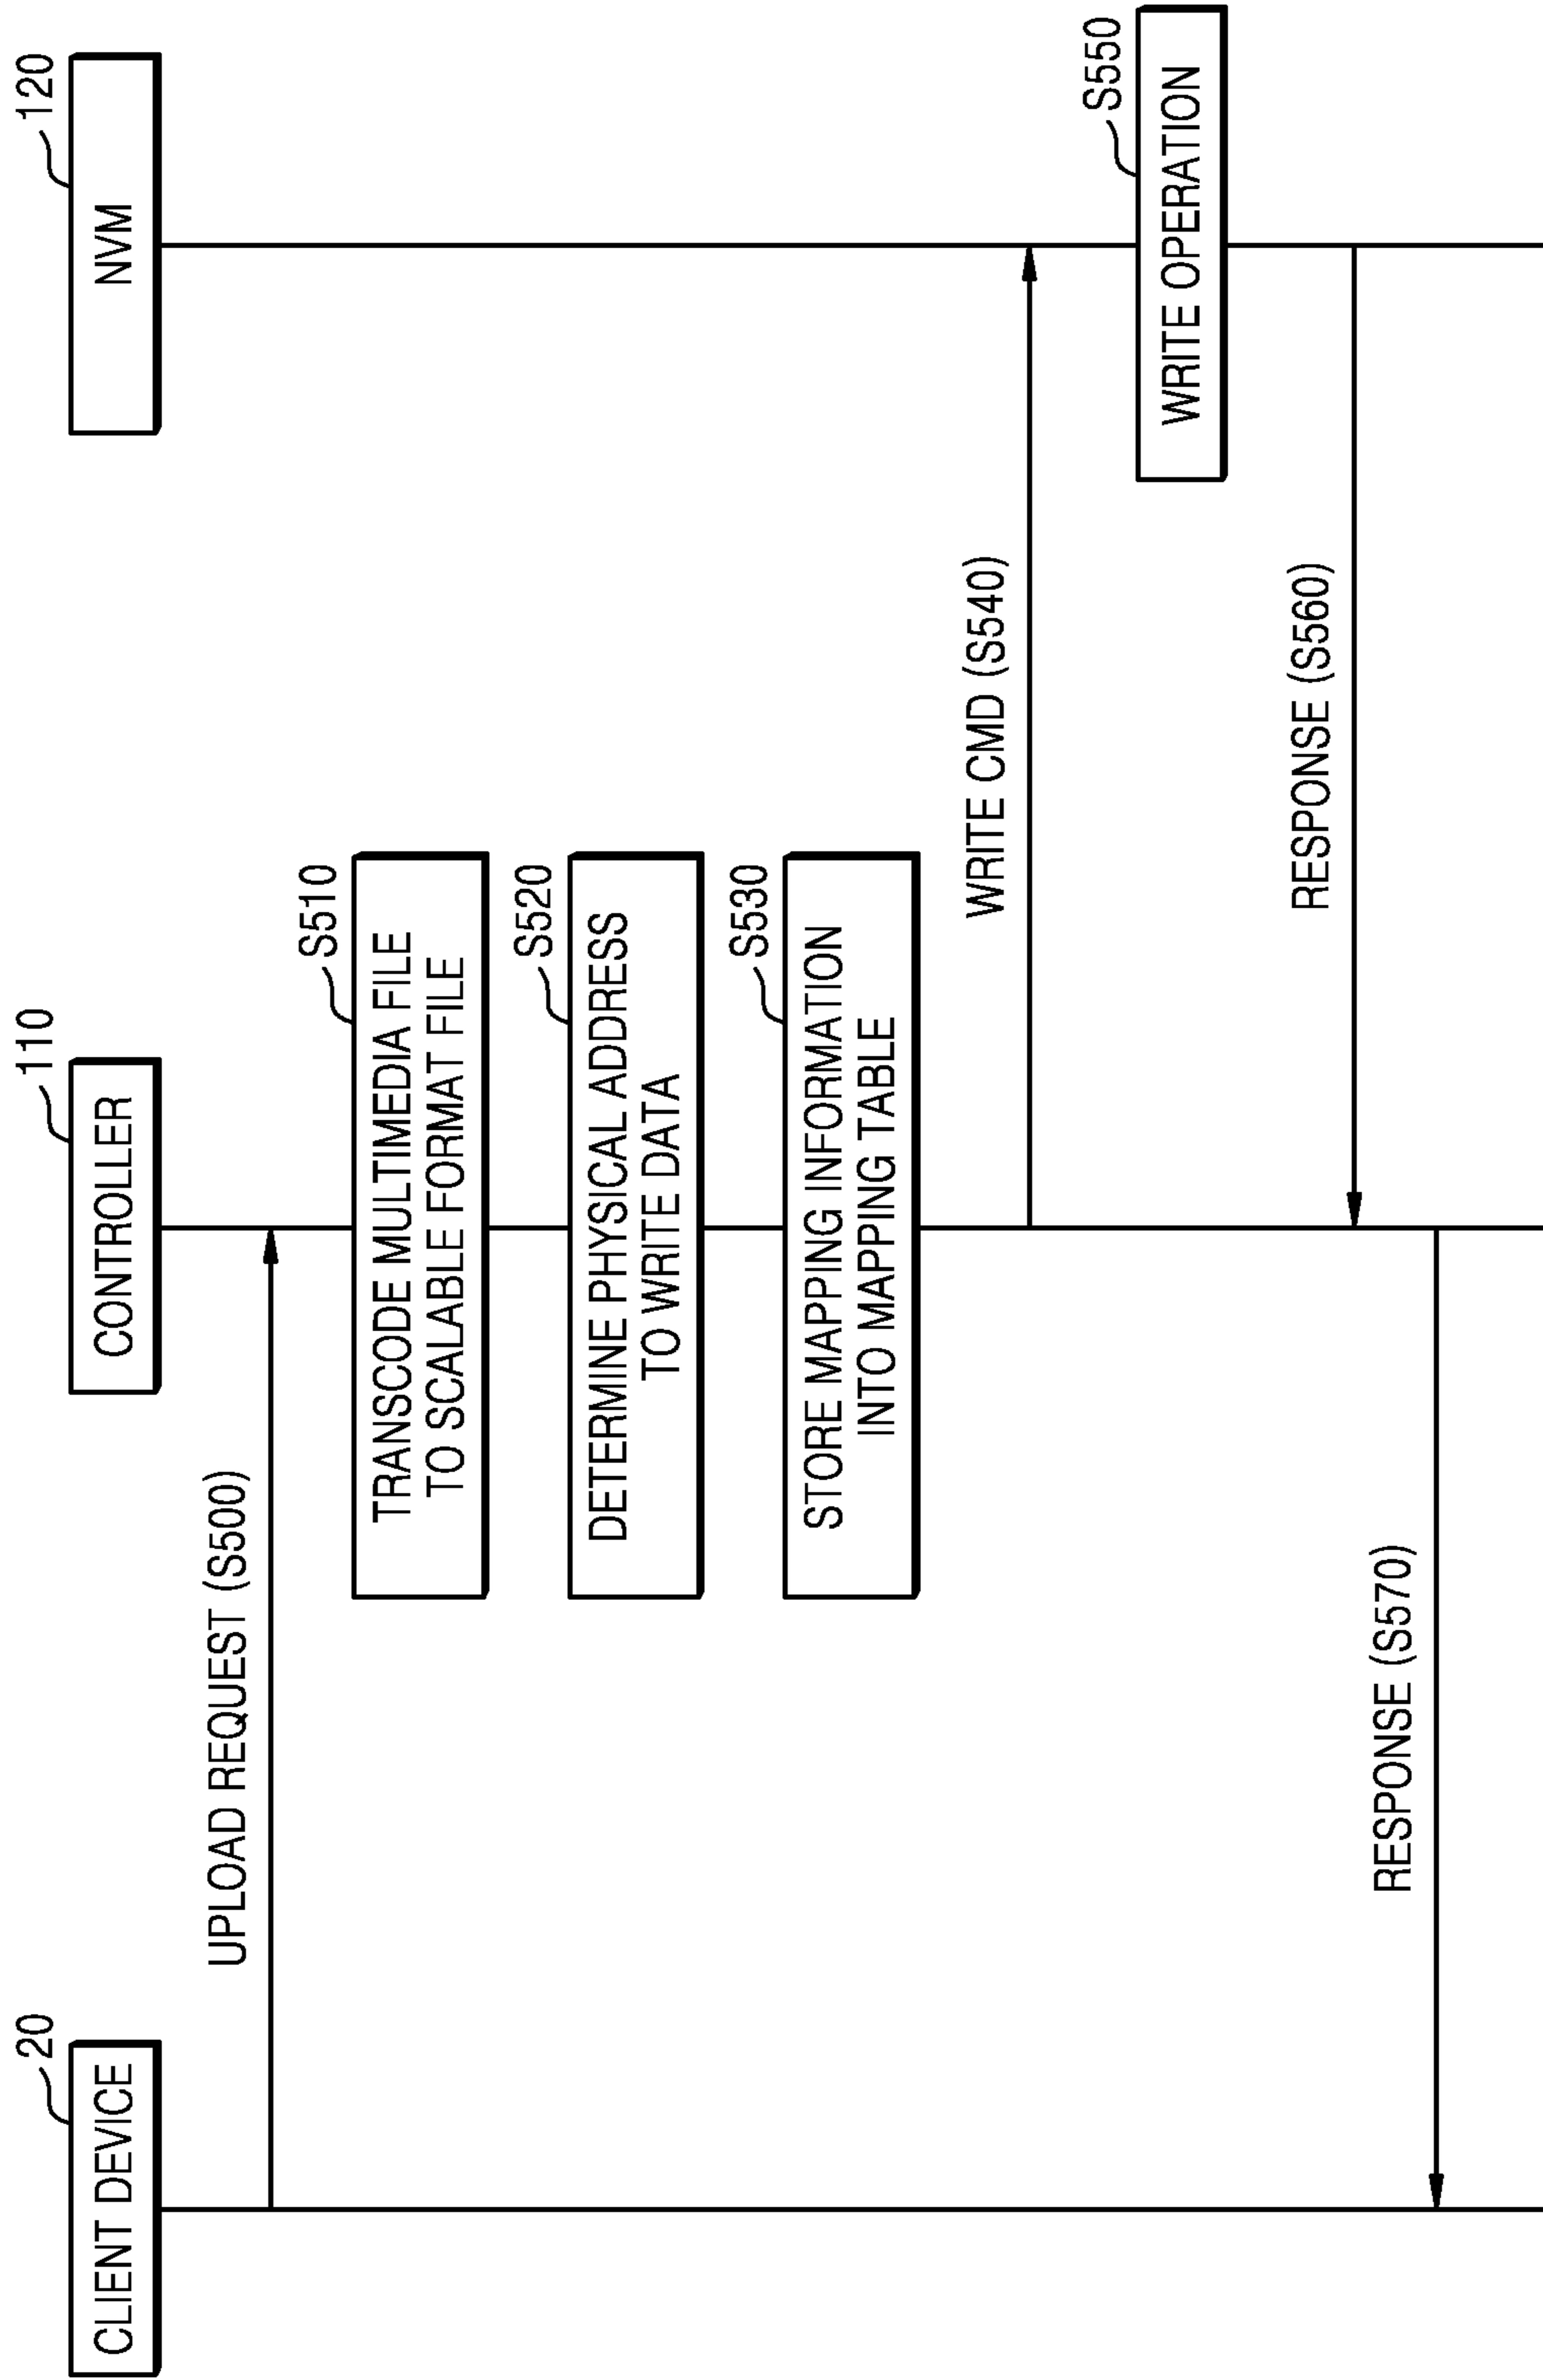 20
CLIENT DEVICE
110
CONTROLLER
120
NVM
UPLOAD REQUEST (S500)
S510
TRANSCODE MULTIMEDIA FILE
TO SCALABLE FORMAT FILE
S520
DETERMINE PHYSICAL ADDRESS
TO WRITE DATA
S530
STORE MAPPING INFORMATION
INTO MAPPING TABLE
WRITE CMD (S540)
S550
WRITE OPERATION
RESPONSE (S560)
RESPONSE (S570)